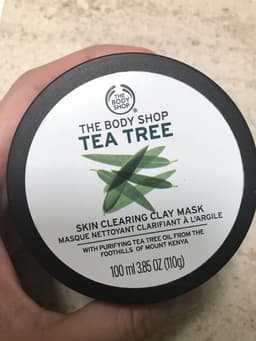 THE
BODY
SHOP
THE BODY SHOP
TEA TREE
SKIN CLEARING CLAY MASK
MASQUE NETTOYANT CLARIFIANT À L'ARGILE
WITH PURIFYING TEA TREE OIL FROM THE
FOOTHILLS OF MOUNT KENYA
100 ml 3.85 OZ (110g)